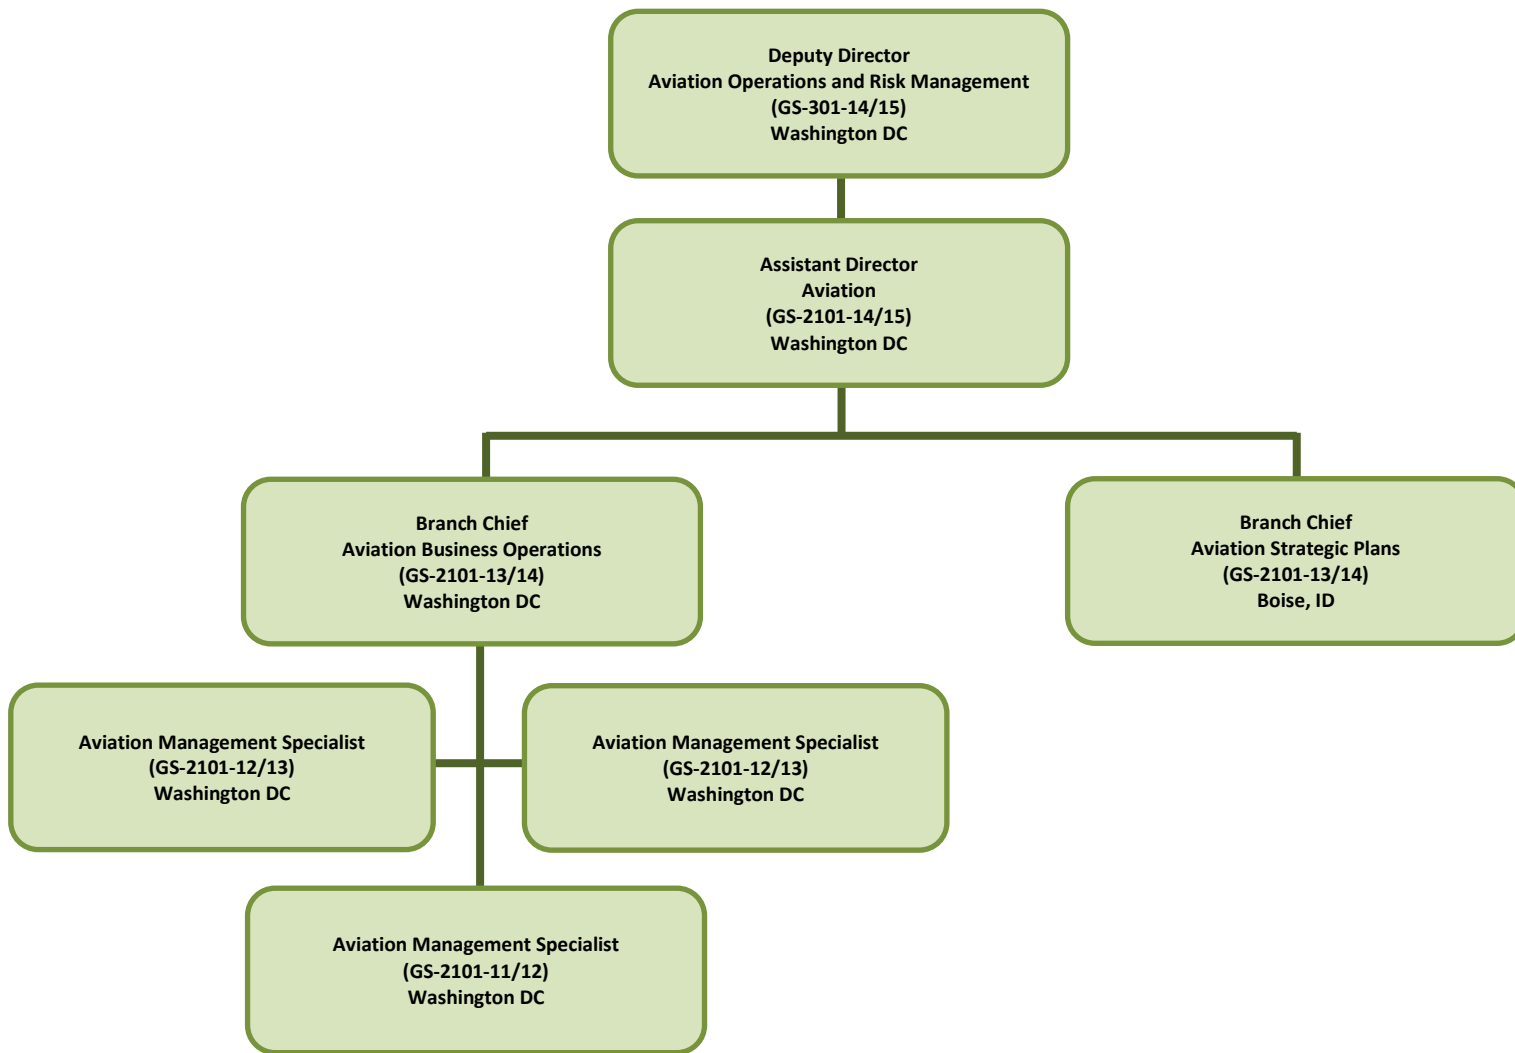 Deputy Director
Aviation Operations and Risk Management
(GS-301-14/15)
Washington DC
Assistant Director
Aviation
(GS-2101-14/15)
Washington DC
Branch Chief
Aviation Business Operations
(GS-2101-13/14)
Washington DC
Branch Chief
Aviation Strategic Plans
(GS-2101-13/14)
Boise, ID
Aviation Management Specialist
(GS-2101-12/13)
Washington DC
Aviation Management Specialist
(GS-2101-12/13)
Washington DC
Aviation Management Specialist
(GS-2101-11/12)
Washington DC